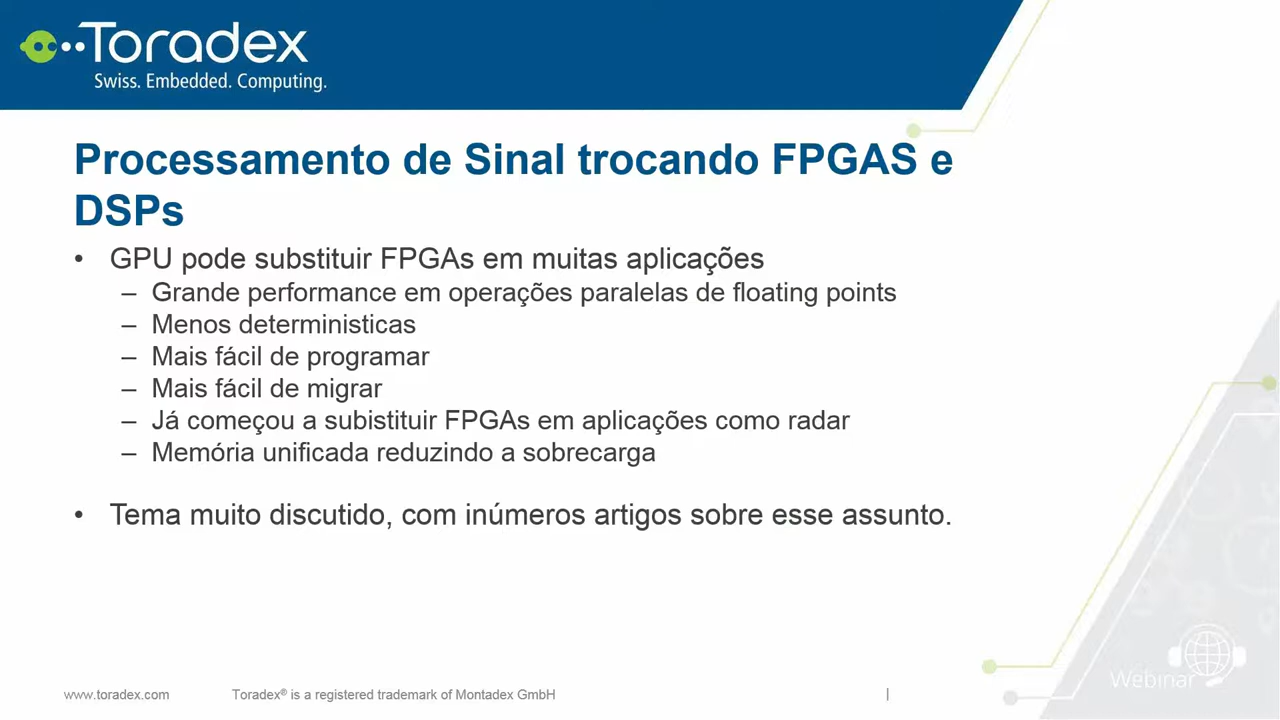 Toradex
Swiss. Embedded. Computing.
Processamento de Sinal trocando FPGAS e
DSPs
• GPU pode substituir FPGAs em muitas aplicações
– Grande performance em operações paralelas de floating points
– Menos deterministicas
– Mais fácil de programar
– Mais fácil de migrar
– Já começou a subistituir FPGAs em aplicações como radar
– Memória unificada reduzindo a sobrecarga
• Tema muito discutido, com inúmeros artigos sobre esse assunto.
Webinar
www.toradex.com Toradex® is a registered trademark of Montadex GmbH |